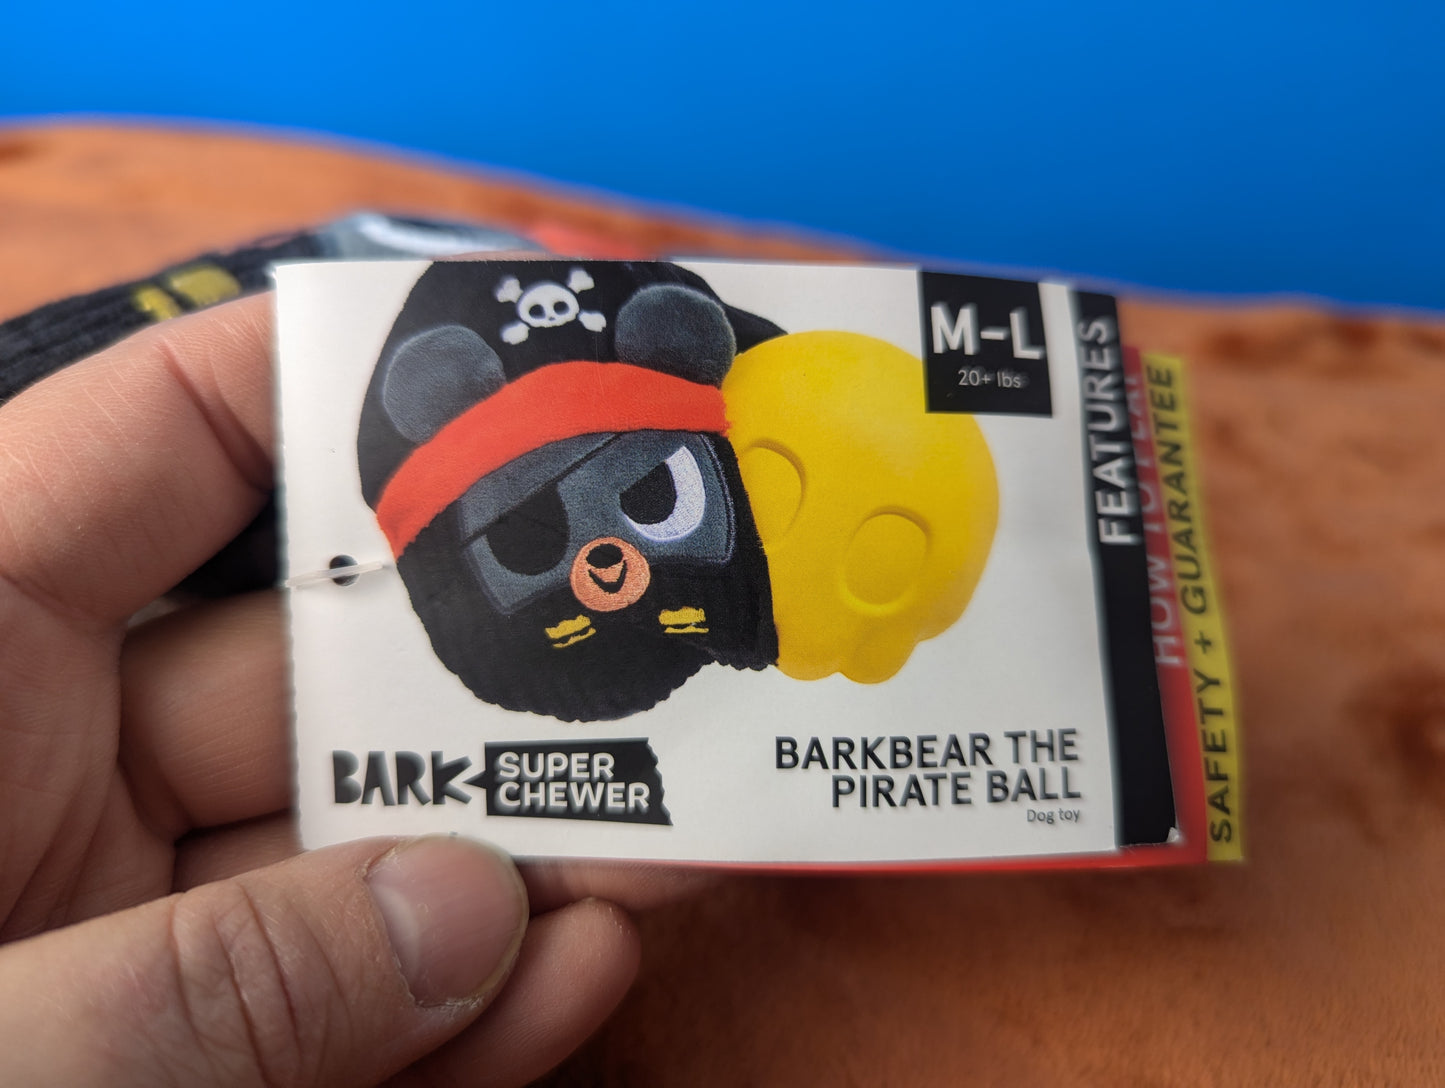 M-L
20+ lbs
BARK
SUPER
CHEWER
BARKBEAR THE
PIRATE BALL
Dog toy
FEATURES
HOW TO PLAY
SAFETY + GUARANTEE